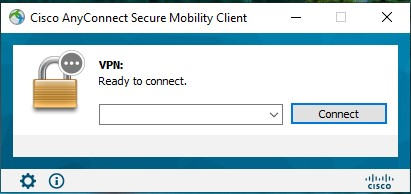 Cisco AnyConnect Secure Mobility Client
VPN:
Ready to connect.
Connect
CISCO